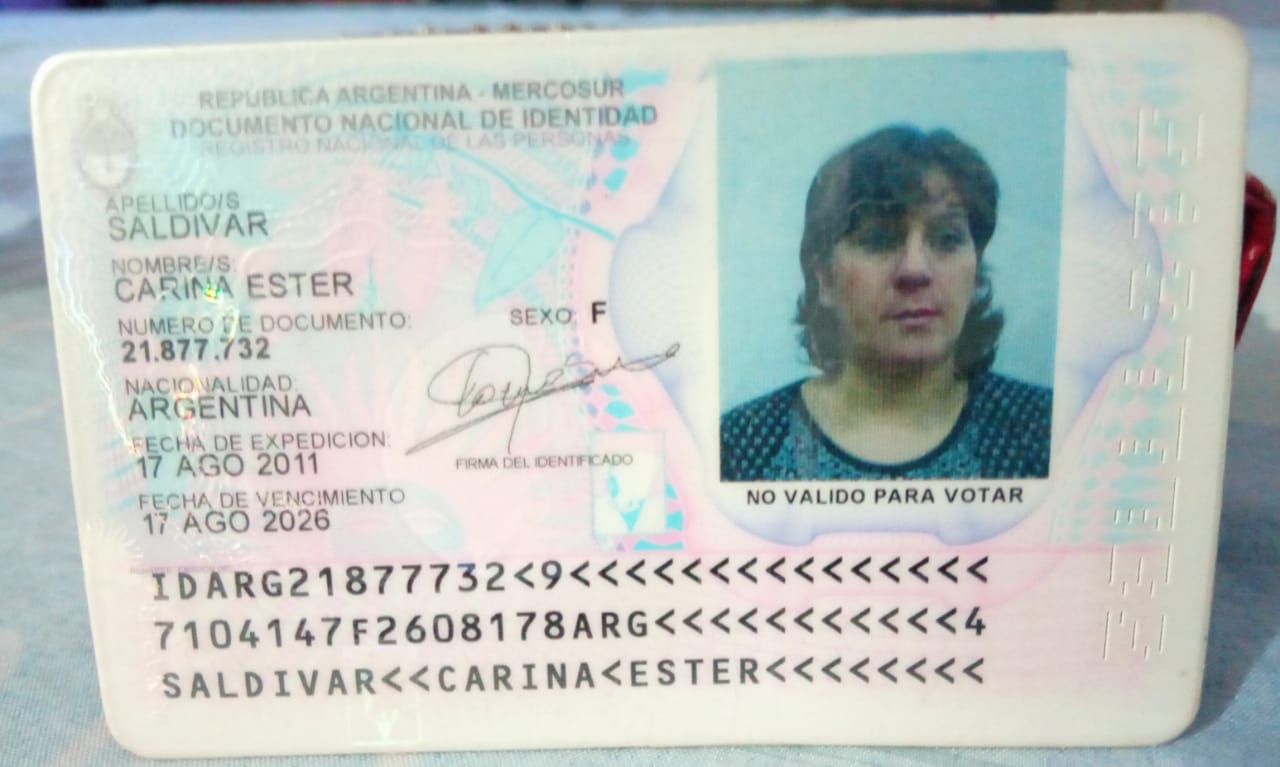 REPUBLICA ARGENTINA - MERCOSUR
DOCUMENTO NACIONAL DE IDENTIDAD
REGISTRO NACIONAL DE LAS PERSONAS
APELLIDO/S
SALDIVAR
NOMBRE/S:
CARINA ESTER
SEXO: F
NUMERO DE DOCUMENTO:
21.877.732
NACIONALIDAD:
ARGENTINA
FECHA DE EXPEDICION:
17 AGO 2011
FIRMA DEL IDENTIFICADO
FECHA DE VENCIMIENTO
17 AGO 2026
NO VALIDO PARA VOTAR
IDARG21877732<9<<<<<<<<<<<<<<<
7104147F2608178ARG<<<<<<<<<<<4
SALDIVAR<<CARINA<ESTER<<<<<<<<